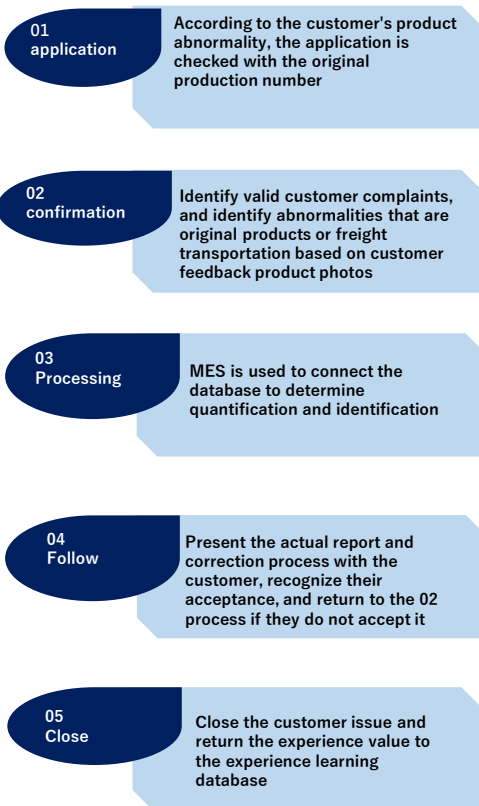 01
application
According to the customer's product
abnormality, the application is
checked with the original
production number
02
confirmation
Identify valid customer complaints,
and identify abnormalities that are
original products or freight
transportation based on customer
feedback product photos
03
Processing
MES is used to connect the
database to determine
quantification and identification
04
Follow
Present the actual report and
correction process with the
customer, recognize their
acceptance, and return to the 02
process if they do not accept it
05
Close
Close the customer issue and
return the experience value to
the experience learning
database